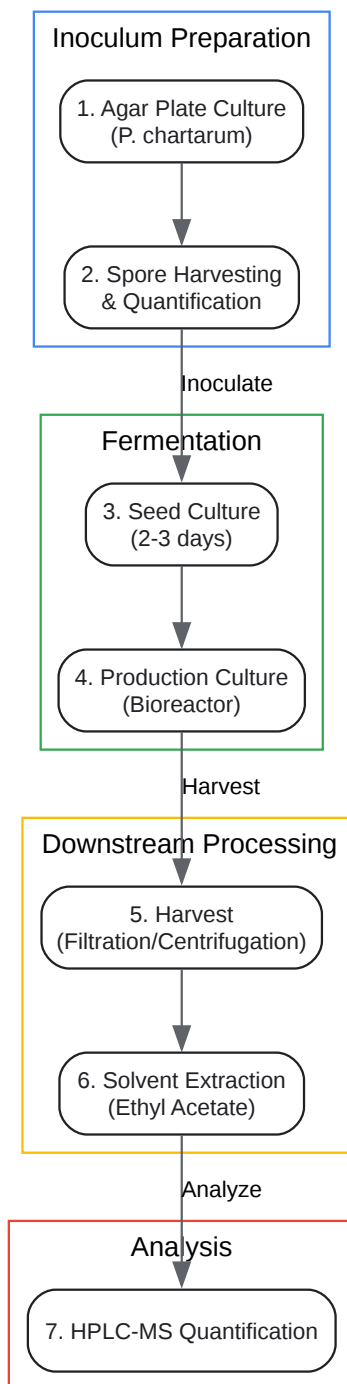 Inoculum Preparation
1. Agar Plate Culture
(P. chartarum)
2. Spore Harvesting
& Quantification
Inoculate
Fermentation
3. Seed Culture
(2-3 days)
4. Production Culture
(Bioreactor)
Harvest
Downstream Processing
5. Harvest
(Filtration/Centrifugation)
6. Solvent Extraction
(Ethyl Acetate)
Analyze
Analysis
7. HPLC-MS Quantification